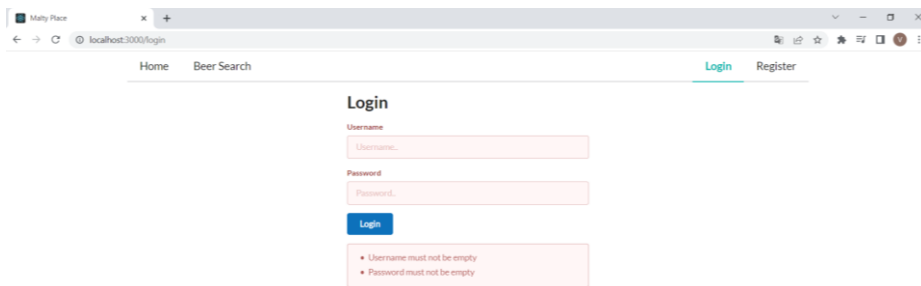 Malty Place
localhost:3000/login
Home Beer Search Login Register
Login
Username
Username..
Password
Password..
Login
Username must not be empty
Password must not be empty